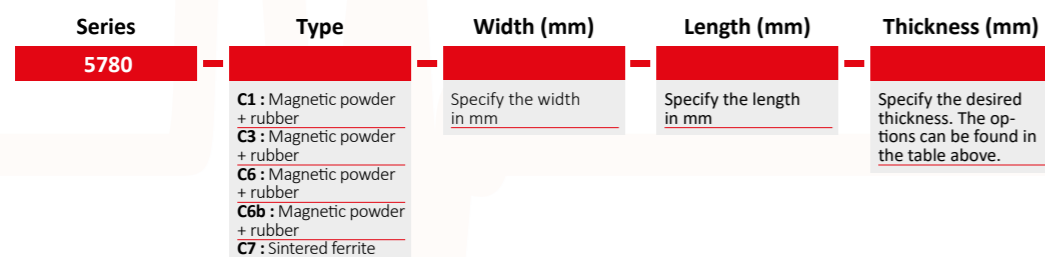 Series
Type
Width (mm)
Length (mm)
Thickness (mm)
5780
C1 : Magnetic powder
+ rubber
C3 : Magnetic powder
+ rubber
C6 : Magnetic powder
+ rubber
C6b : Magnetic powder
+ rubber
C7 : Sintered ferrite
Specify the width
in mm
Specify the length
in mm
Specify the desired
thickness. The op-
tions can be found in
the table above.